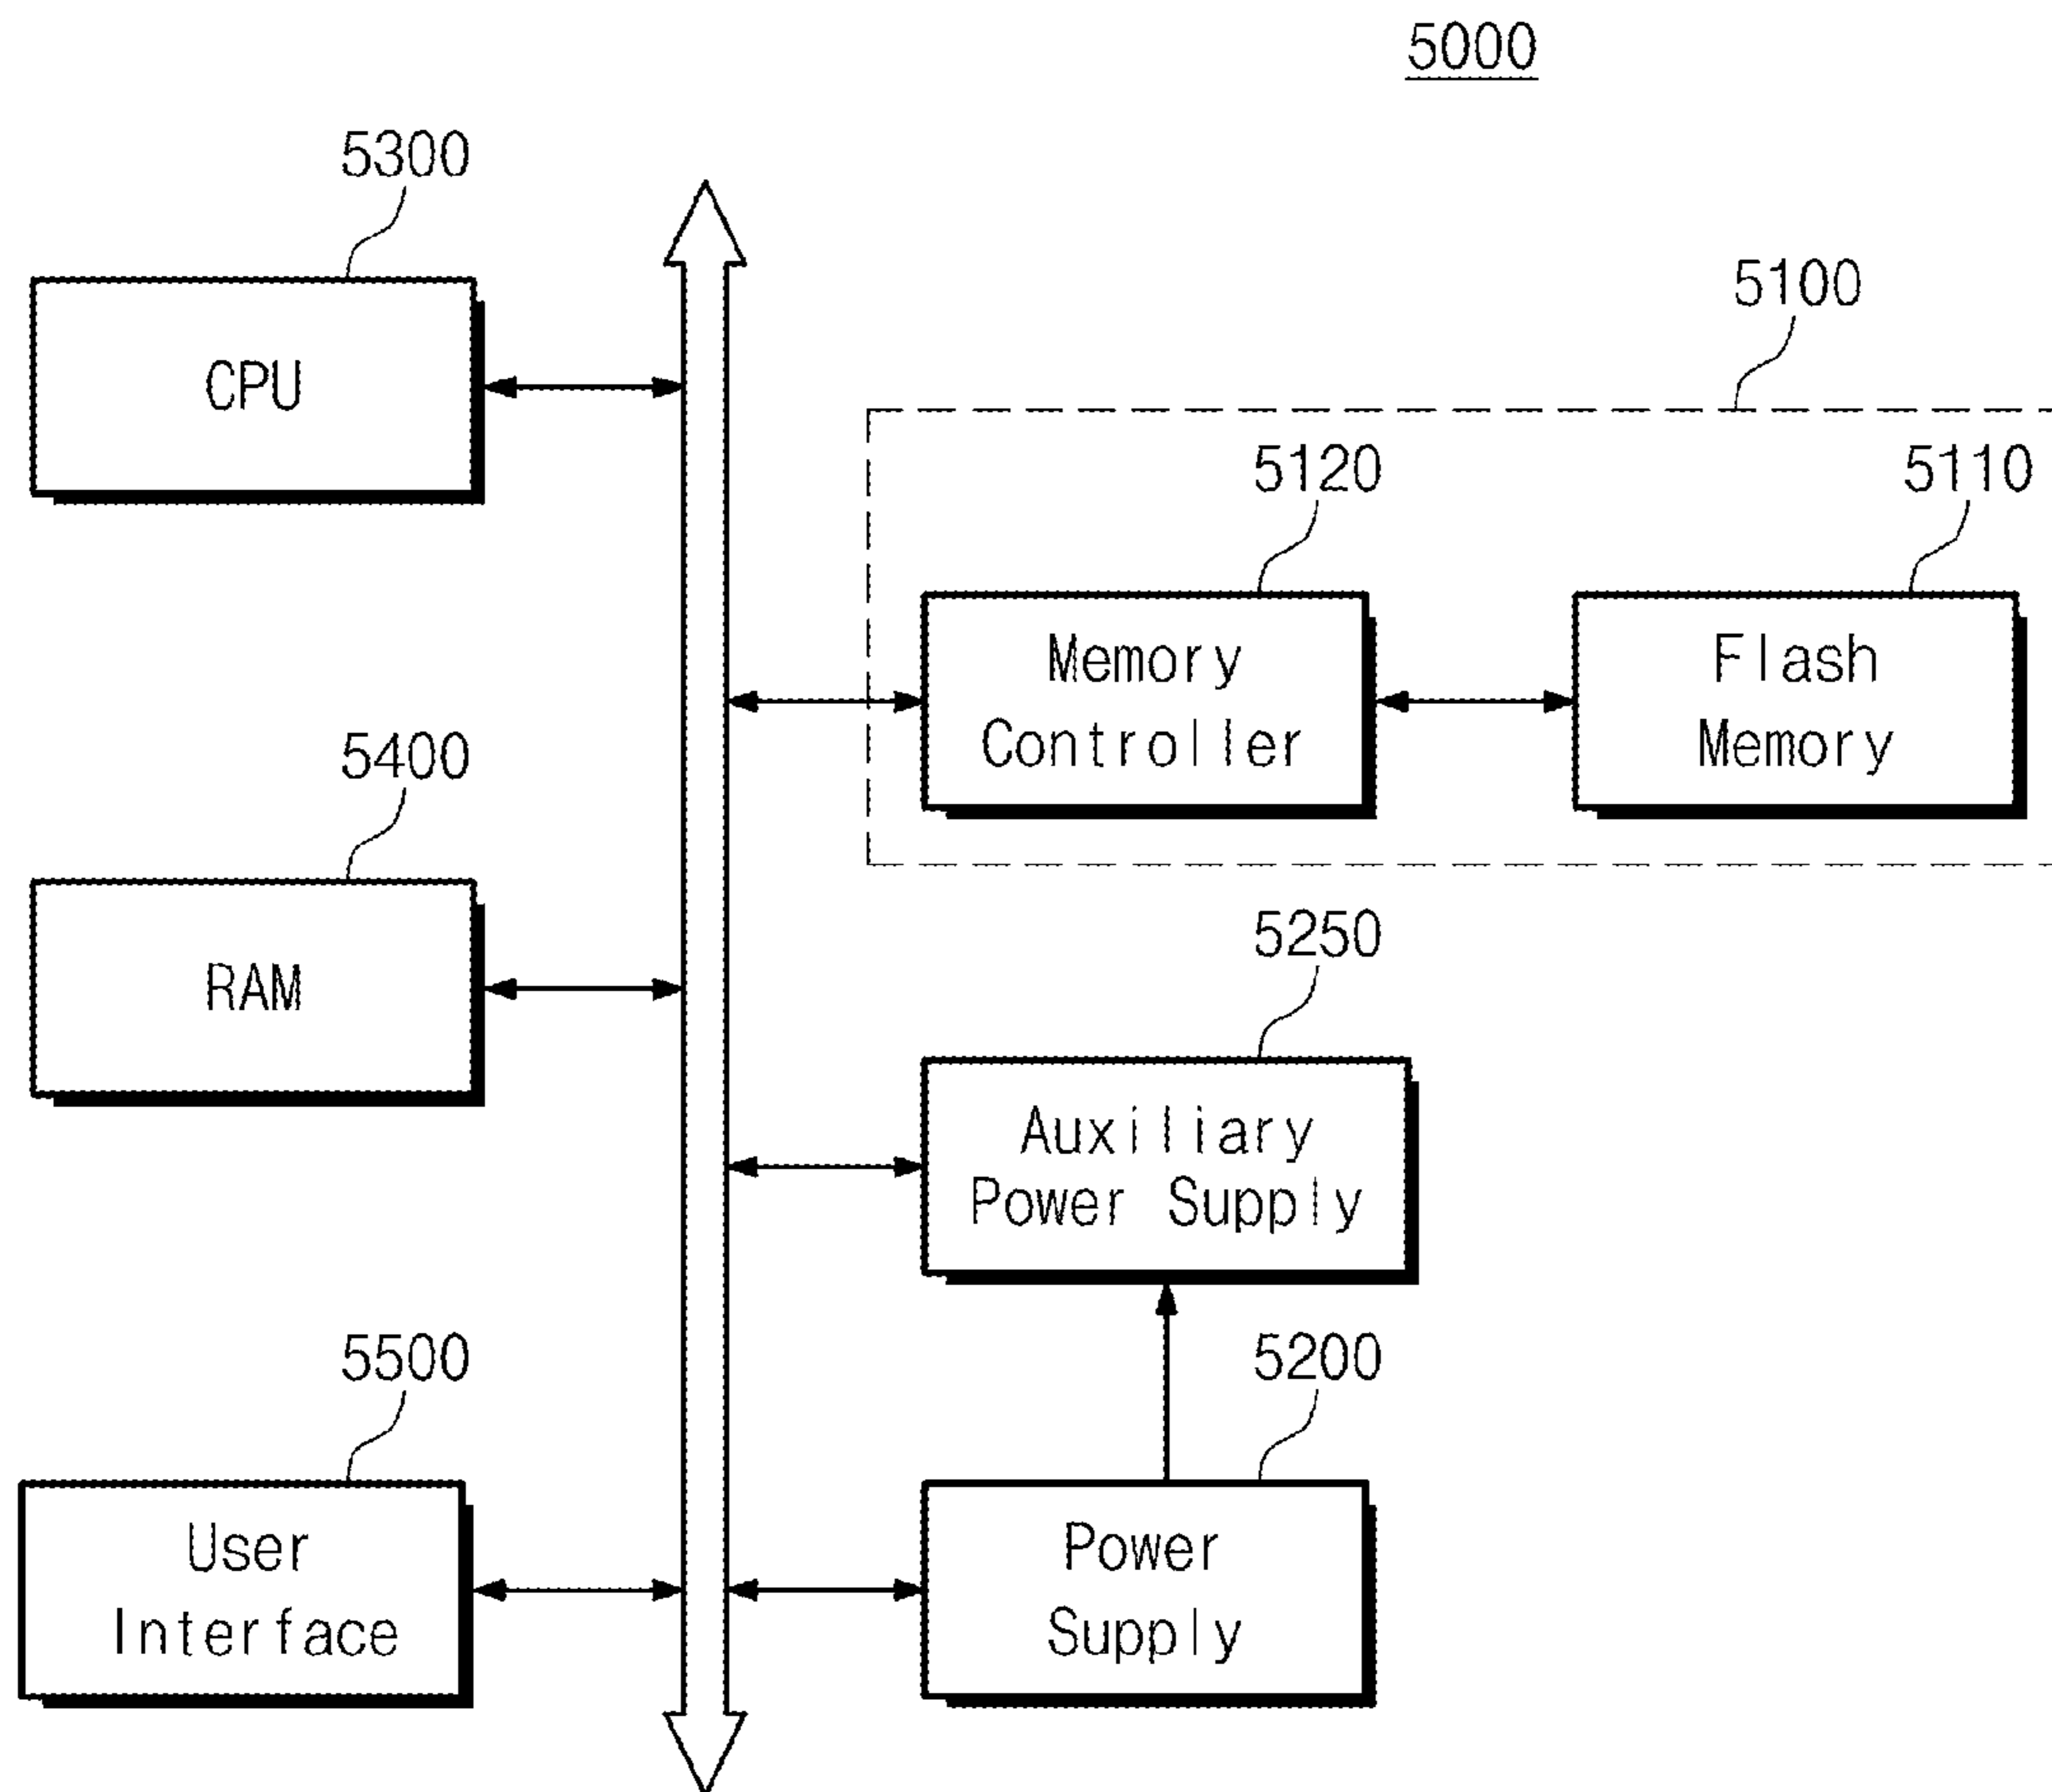 5000
5300
CPU
5100
5120
5110
Memory
Controller
Flash
Memory
5400
RAM
5250
Auxiliary
Power Supply
5500
User
Interface
5200
Power
Supply